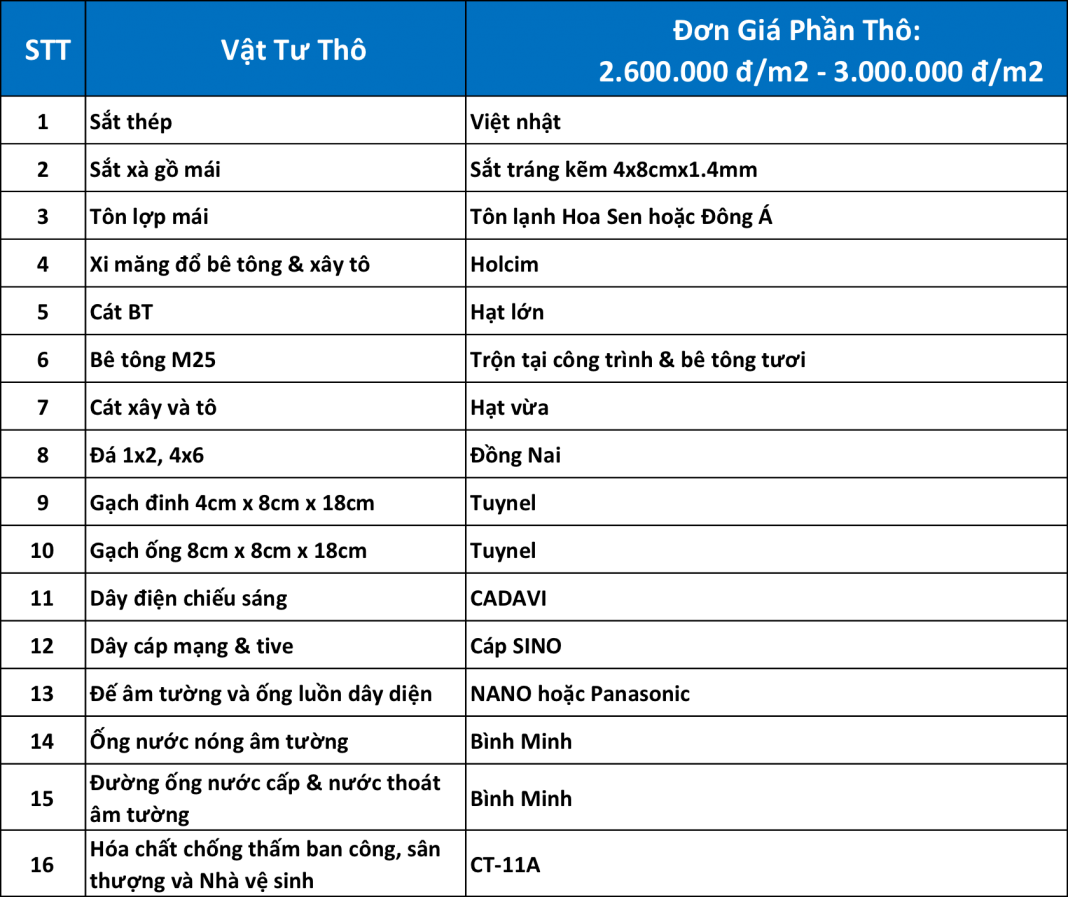 STT
Vật Tư Thô
Đơn Giá Phần Thô:
2.600.000 đ/m2 - 3.000.000 đ/m2
1 Sắt thép Việt nhật
2 Sắt xà gồ mái Sắt tráng kẽm 4x8cmx1.4mm
3 Tôn lợp mái Tôn lạnh Hoa Sen hoặc Đông Á
4 Xi măng đổ bê tông & xây tô Holcim
5 Cát BT Hạt lớn
6 Bê tông M25 Trộn tại công trình & bê tông tươi
7 Cát xây và tô Hạt vừa
8 Đá 1x2, 4x6 Đồng Nai
9 Gạch đinh 4cm x 8cm x 18cm Tuynel
10 Gạch ống 8cm x 8cm x 18cm Tuynel
11 Dây điện chiếu sáng CADAVI
12 Dây cáp mạng & tive Cáp SINO
13 Đế âm tường và ống luồn dây diện NANO hoặc Panasonic
14 Ống nước nóng âm tường Bình Minh
15 Đường ống nước cấp & nước thoát
âm tường Bình Minh
16 Hóa chất chống thấm ban công, sân
thượng và Nhà vệ sinh CT-11A